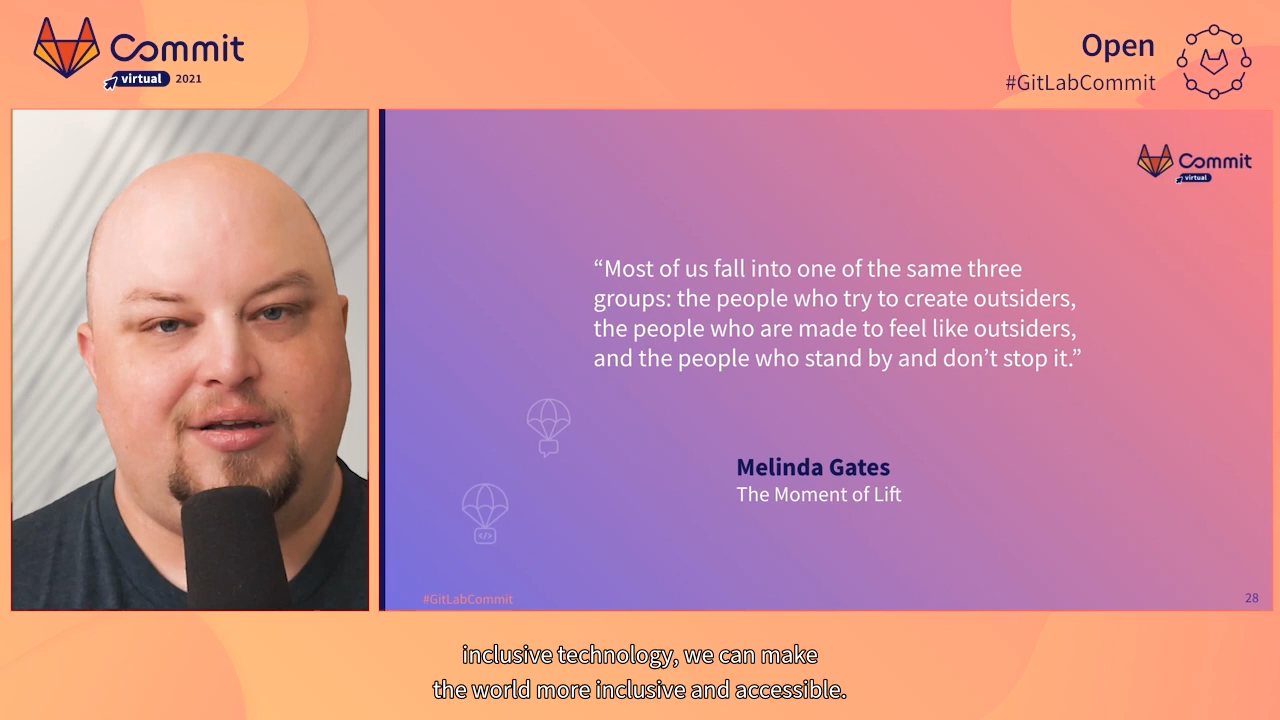 Commit
virtual 2021
Open
#GitLabCommit
Commit
virtual
“Most of us fall into one of the same three
groups: the people who try to create outsiders,
the people who are made to feel like outsiders,
and the people who stand by and don’t stop it.”
Melinda Gates
The Moment of Lift
</>
#GitLabCommit
28
inclusive technology, we can make
the world more inclusive and accessible.